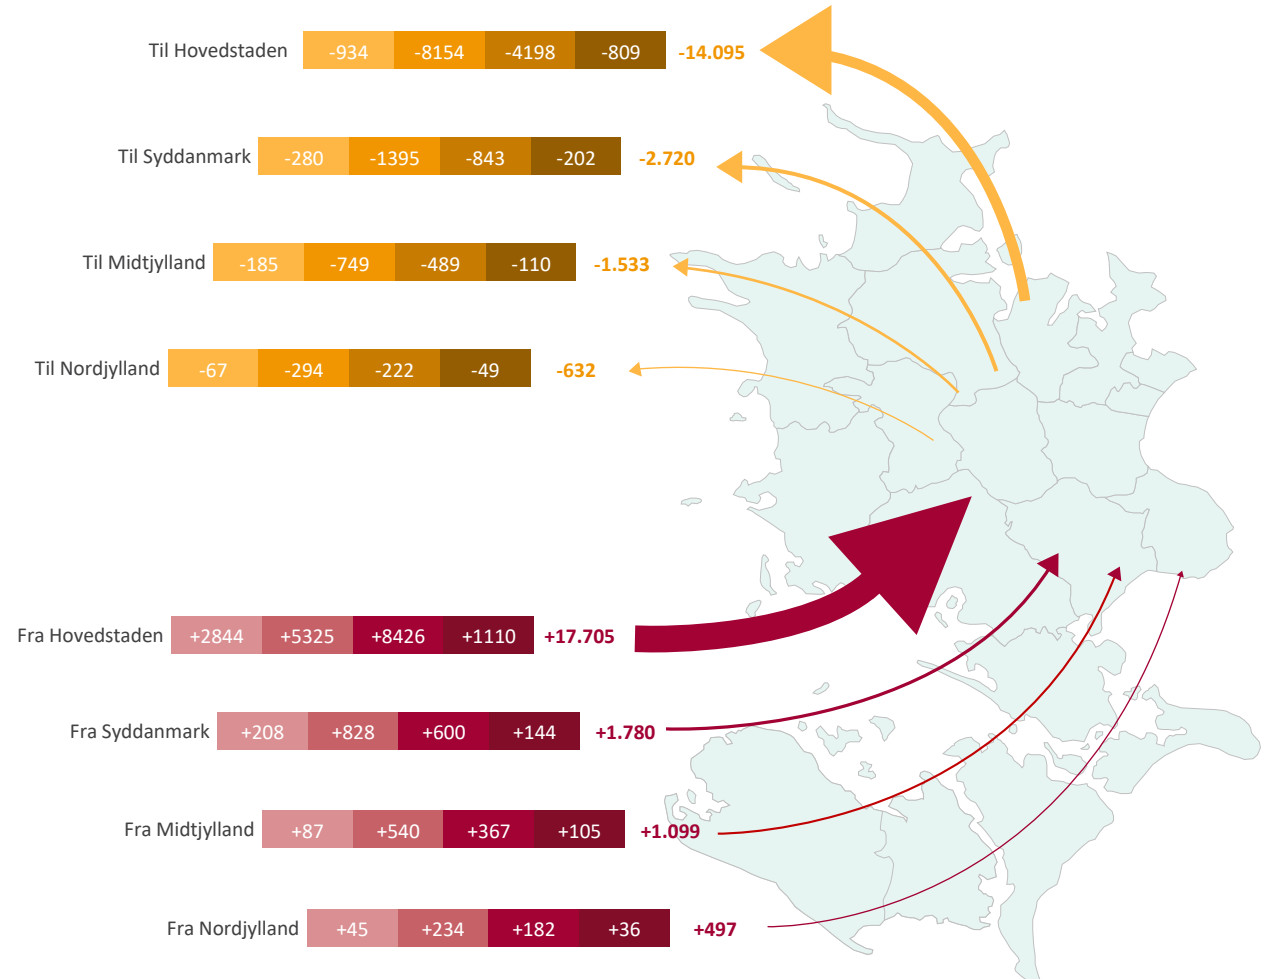 Til Hovedstaden -934 -8154 -4198 -809 -14.095
Til Syddanmark -280 -1395 -843 -202 -2.720
Til Midtjylland -185 -749 -489 -110 -1.533
Til Nordjylland -67 -294 -222 -49 -632
Fra Hovedstaden +2844 +5325 +8426 +1110 +17.705
Fra Syddanmark +208 +828 +600 +144 +1.780
Fra Midtjylland +87 +540 +367 +105 +1.099
Fra Nordjylland +45 +234 +182 +36 +497